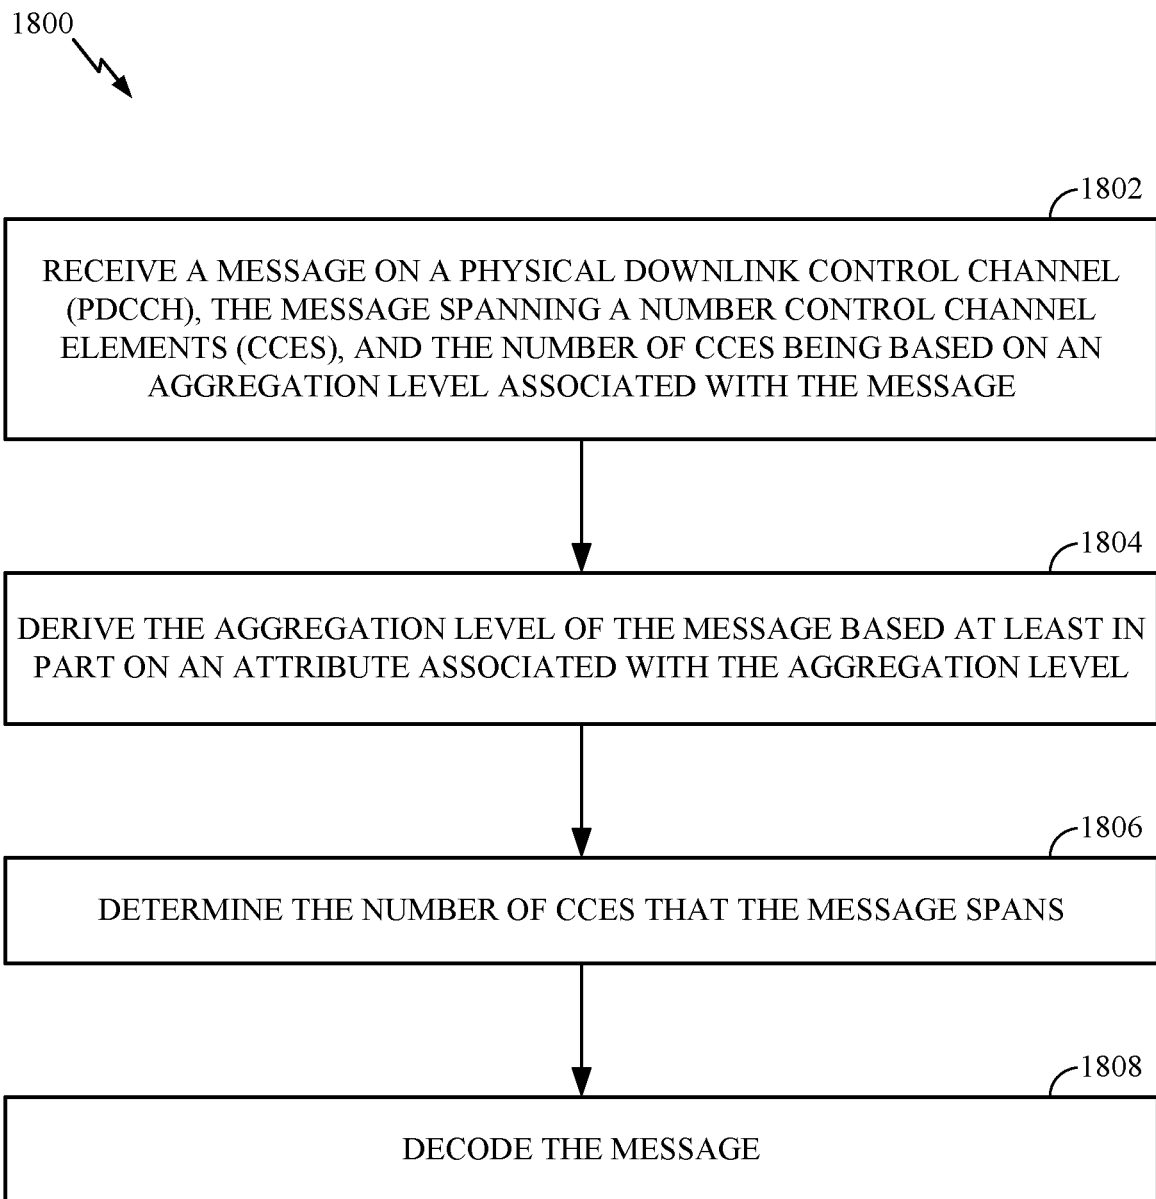 1800
1802
RECEIVE A MESSAGE ON A PHYSICAL DOWNLINK CONTROL CHANNEL
(PDCCH), THE MESSAGE SPANNING A NUMBER CONTROL CHANNEL
ELEMENTS (CCES), AND THE NUMBER OF CCES BEING BASED ON AN
AGGREGATION LEVEL ASSOCIATED WITH THE MESSAGE
1804
DERIVE THE AGGREGATION LEVEL OF THE MESSAGE BASED AT LEAST IN
PART ON AN ATTRIBUTE ASSOCIATED WITH THE AGGREGATION LEVEL
1806
DETERMINE THE NUMBER OF CCES THAT THE MESSAGE SPANS
1808
DECODE THE MESSAGE